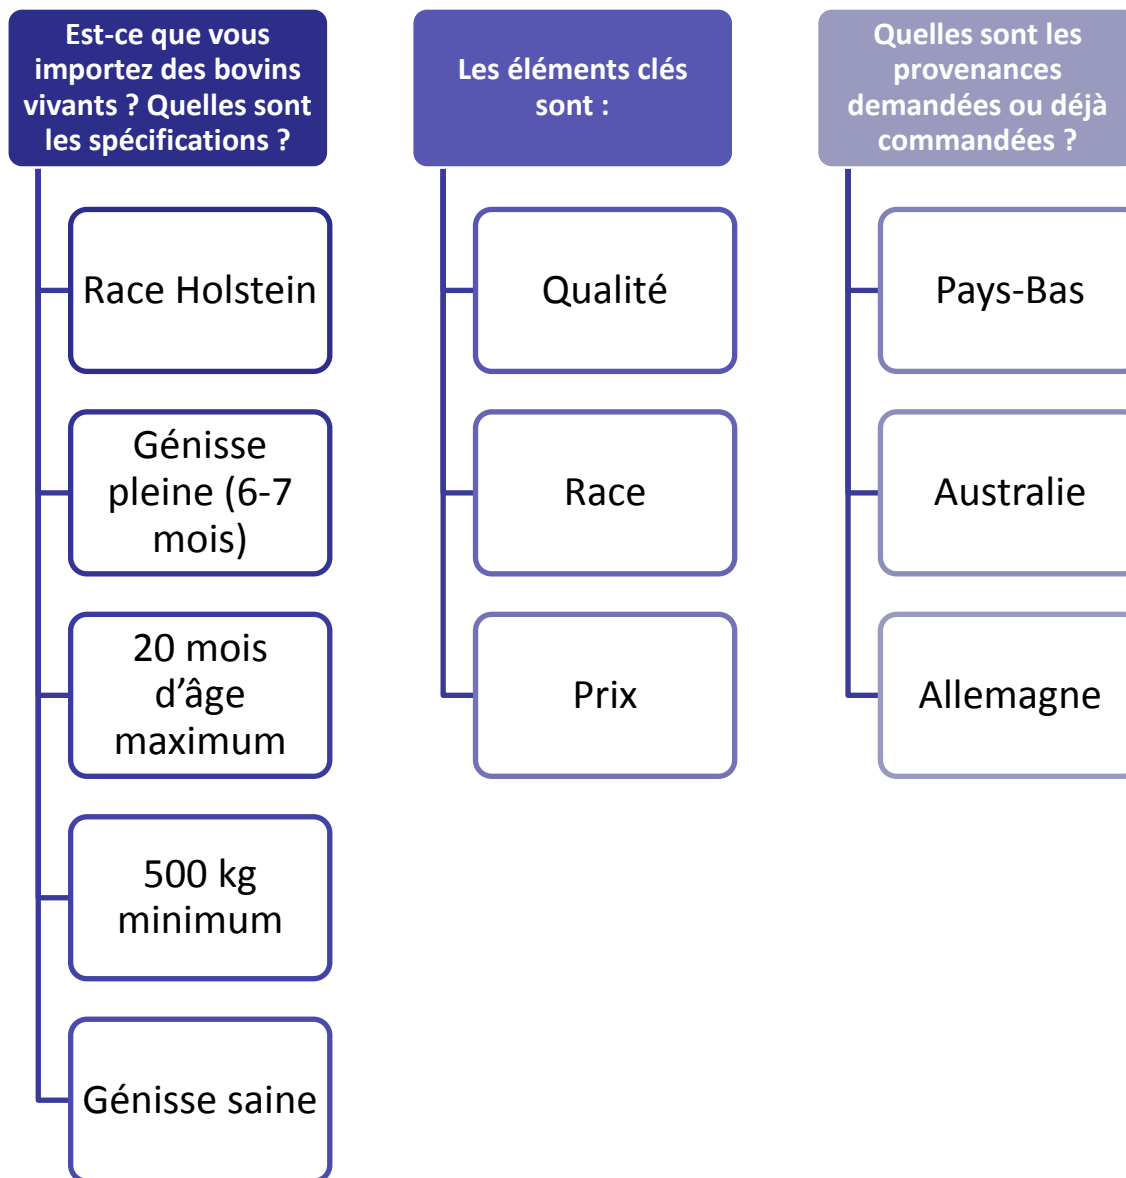 Est-ce que vous
importez des bovins
vivants ? Quelles sont
les spécifications ?
Race Holstein
Génisse
pleine (6-7
mois)
20 mois
d’âge
maximum
500 kg
minimum
Génisse saine
Les éléments clés
sont :
Qualité
Race
Prix
Quelles sont les
provenances
demandées ou déjà
commandées ?
Pays-Bas
Australie
Allemagne